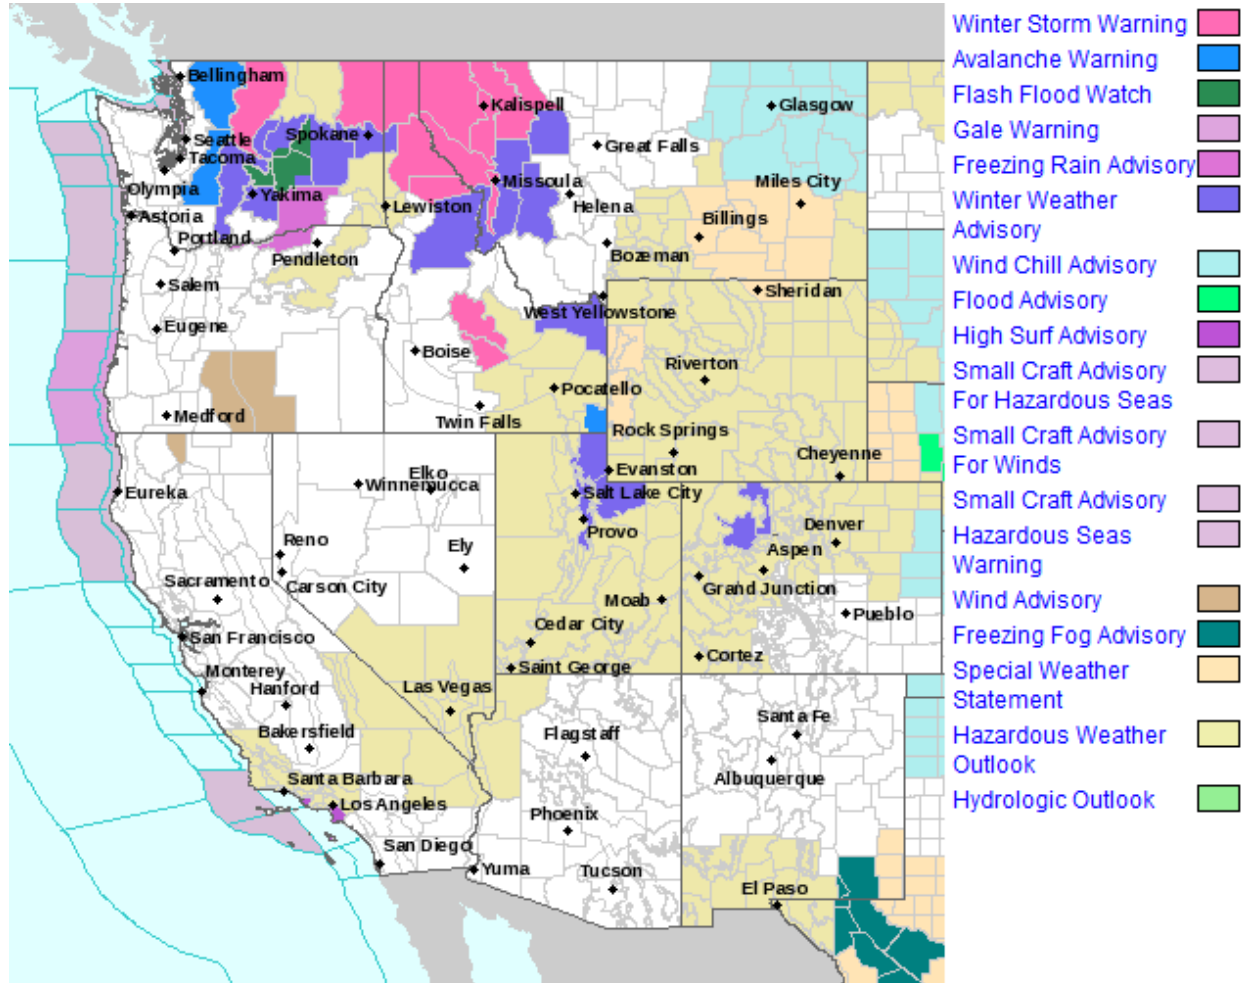 Bellingham
Seattle
Tacoma
Olympia
Astoria
Portland
Salem
Eugene
Medford
Spokane
Yakima
Pendleton
Lewiston
Kalispell
Missoula
Great Falls
Helena
Bozeman
Glasgow
Miles City
Billings
West Yellowstone
Sheridan
Boise
Pocatello
Twin Falls
Riverton
Rock Springs
Evanston
Cheyenne
Eureka
Elko
Winnemucca
Reno
Carson City
Ely
Salt Lake City
Provo
Moab
Cedar City
Saint George
Denver
Aspen
Grand Junction
Pueblo
Cortez
Sacramento
San Francisco
Monterey
Hanford
Bakersfield
Las Vegas
Santa Barbara
Los Angeles
San Diego
Yuma
Flagstaff
Phoenix
Tucson
Santa Fe
Albuquerque
El Paso
Winter Storm Warning
Avalanche Warning
Flash Flood Watch
Gale Warning
Freezing Rain Advisory
Winter Weather
Advisory
Wind Chill Advisory
Flood Advisory
High Surf Advisory
Small Craft Advisory
For Hazardous Seas
Small Craft Advisory
For Winds
Small Craft Advisory
Hazardous Seas
Warning
Wind Advisory
Freezing Fog Advisory
Special Weather
Statement
Hazardous Weather
Outlook
Hydrologic Outlook